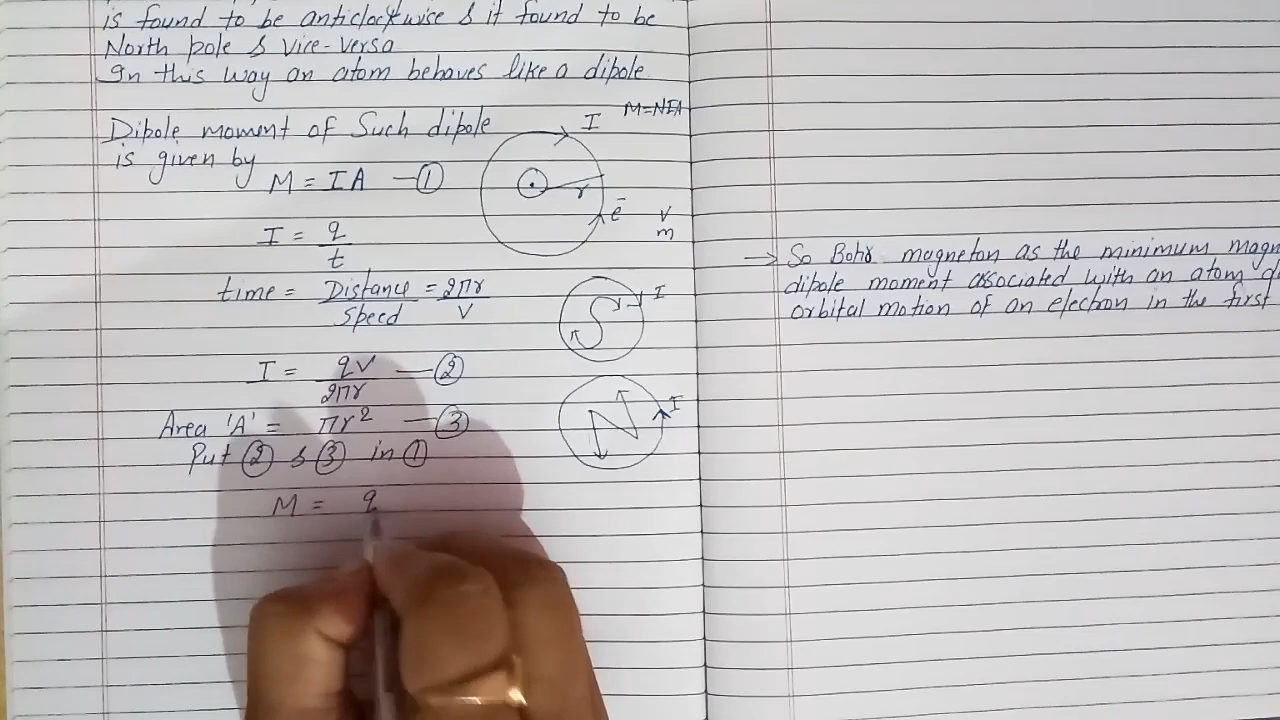 is found to be anticlockwise & it found to be
North pole & Vice-versa
In this way an atom behaves like a dipole
Dipole moment of Such dipole
is given by
M = IA —①
I = q/t
time = Distance/Speed = 2πr/V
I = qV/2πr —②
Area 'A' = πr² —③
Put ② & ③ in ①
M = q
M=NIA
I
r
e̅
V
m
S
I
N
I
→ So Bohr magneton as the minimum magn
dipole moment associated with an atom d
orbital motion of an electron in the first